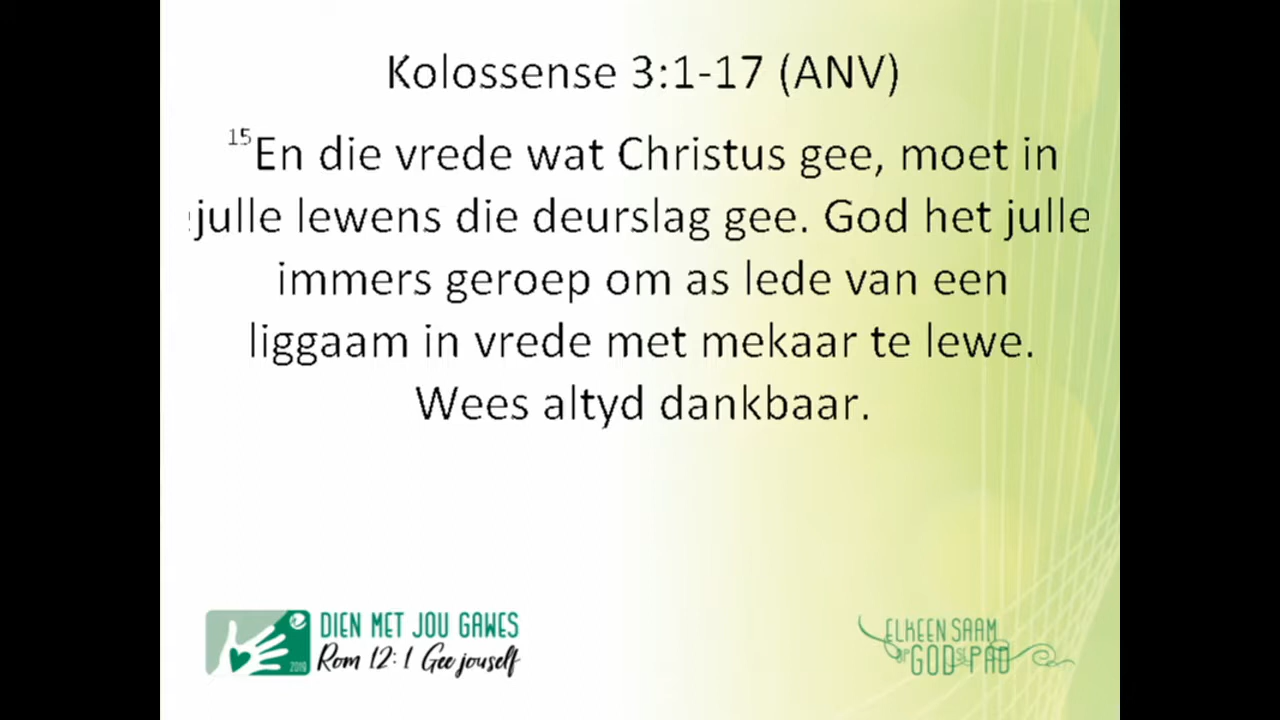 Kolossense 3:1-17 (ANV)
15En die vrede wat Christus gee, moet in
julle lewens die deurslag gee. God het julle
immers geroep om as lede van een
liggaam in vrede met mekaar te lewe.
Wees altyd dankbaar.
DIEN MET JOU GAWES
2019 Rom 12:1 Gee jouself
ELKEEN SAAM
OP GOD SE PAD